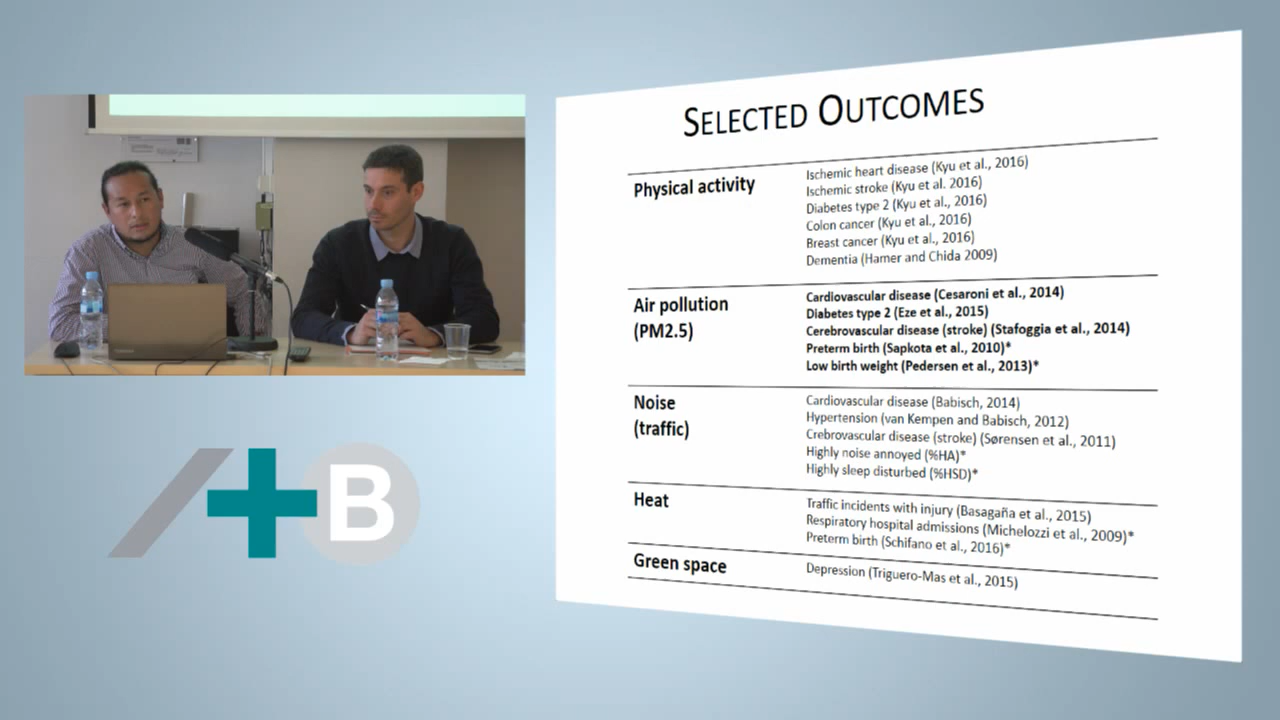 SELECTED OUTCOMES
Physical activity
Ischemic heart disease (Kyu et al., 2016)
Ischemic stroke (Kyu et al. 2016)
Diabetes type 2 (Kyu et al., 2016)
Colon cancer (Kyu et al., 2016)
Breast cancer (Kyu et al., 2016)
Dementia (Hamer and Chida 2009)
Air pollution
(PM2.5)
Cardiovascular disease (Cesaroni et al., 2014)
Diabetes type 2 (Eze et al., 2015)
Cerebrovascular disease (stroke) (Stafoggia et al., 2014)
Preterm birth (Sapkota et al., 2010)*
Low birth weight (Pedersen et al., 2013)*
Noise
(traffic)
Cardiovascular disease (Babisch, 2014)
Hypertension (van Kempen and Babisch, 2012)
Crebrovascular disease (stroke) (Sørensen et al., 2011)
Highly noise annoyed (%HA)*
Highly sleep disturbed (%HSD)*
Heat
Traffic incidents with injury (Basagaña et al., 2015)
Respiratory hospital admissions (Michelozzi et al., 2009)*
Preterm birth (Schifano et al., 2016)*
Green space
Depression (Triguero-Mas et al., 2015)
B